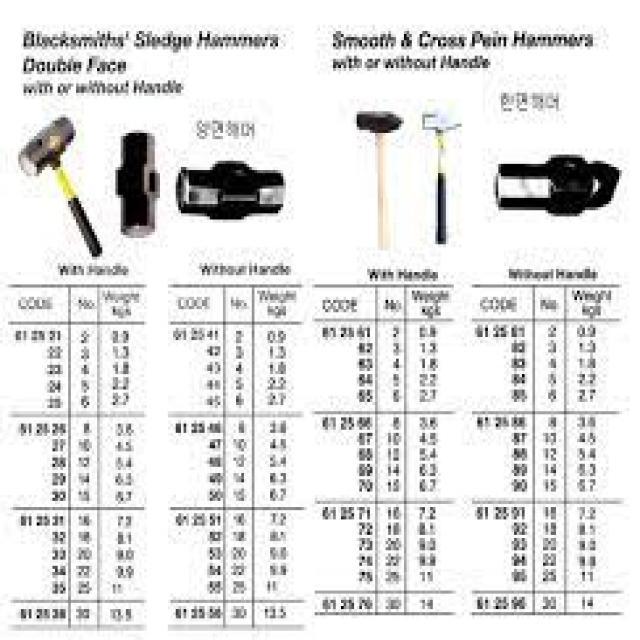 Blacksmiths' Sledge Hammers
Double Face
with or without Handle
양면해머
With Handle
CODE No. Weight kgs
61 25 21 2 0.9
22 3 1.3
23 4 1.8
24 5 2.2
25 6 2.7
61 25 26 8 3.6
27 10 4.5
28 12 5.4
29 14 6.3
30 15 6.7
61 25 31 16 7.2
32 18 8.1
33 20 9.0
34 22 9.9
35 25 11
61 25 36 30 13.5
Without Handle
CODE No. Weight kgs
61 25 41 2 0.9
42 3 1.3
43 4 1.8
44 5 2.2
45 6 2.7
61 25 46 8 3.6
47 10 4.5
48 12 5.4
49 14 6.3
50 15 6.7
61 25 51 16 7.2
52 18 8.1
53 20 9.0
54 22 9.9
55 25 11
61 25 56 30 13.5
Smooth & Cross Pein Hammers
with or without Handle
한면해머
With Handle
CODE No. Weight kgs
61 25 61 2 0.9
62 3 1.3
63 4 1.8
64 5 2.2
65 6 2.7
61 25 66 8 3.6
67 10 4.5
68 12 5.4
69 14 6.3
70 15 6.7
61 25 71 16 7.2
72 18 8.1
73 20 9.0
74 22 9.9
75 25 11
61 25 76 30 14
Without Handle
CODE No. Weight kgs
61 25 81 2 0.9
82 3 1.3
83 4 1.8
84 5 2.2
85 6 2.7
61 25 86 8 3.6
87 10 4.5
88 12 5.4
89 14 6.3
90 15 6.7
61 25 91 16 7.2
92 18 8.1
93 20 9.0
94 22 9.9
95 25 11
61 25 96 30 14